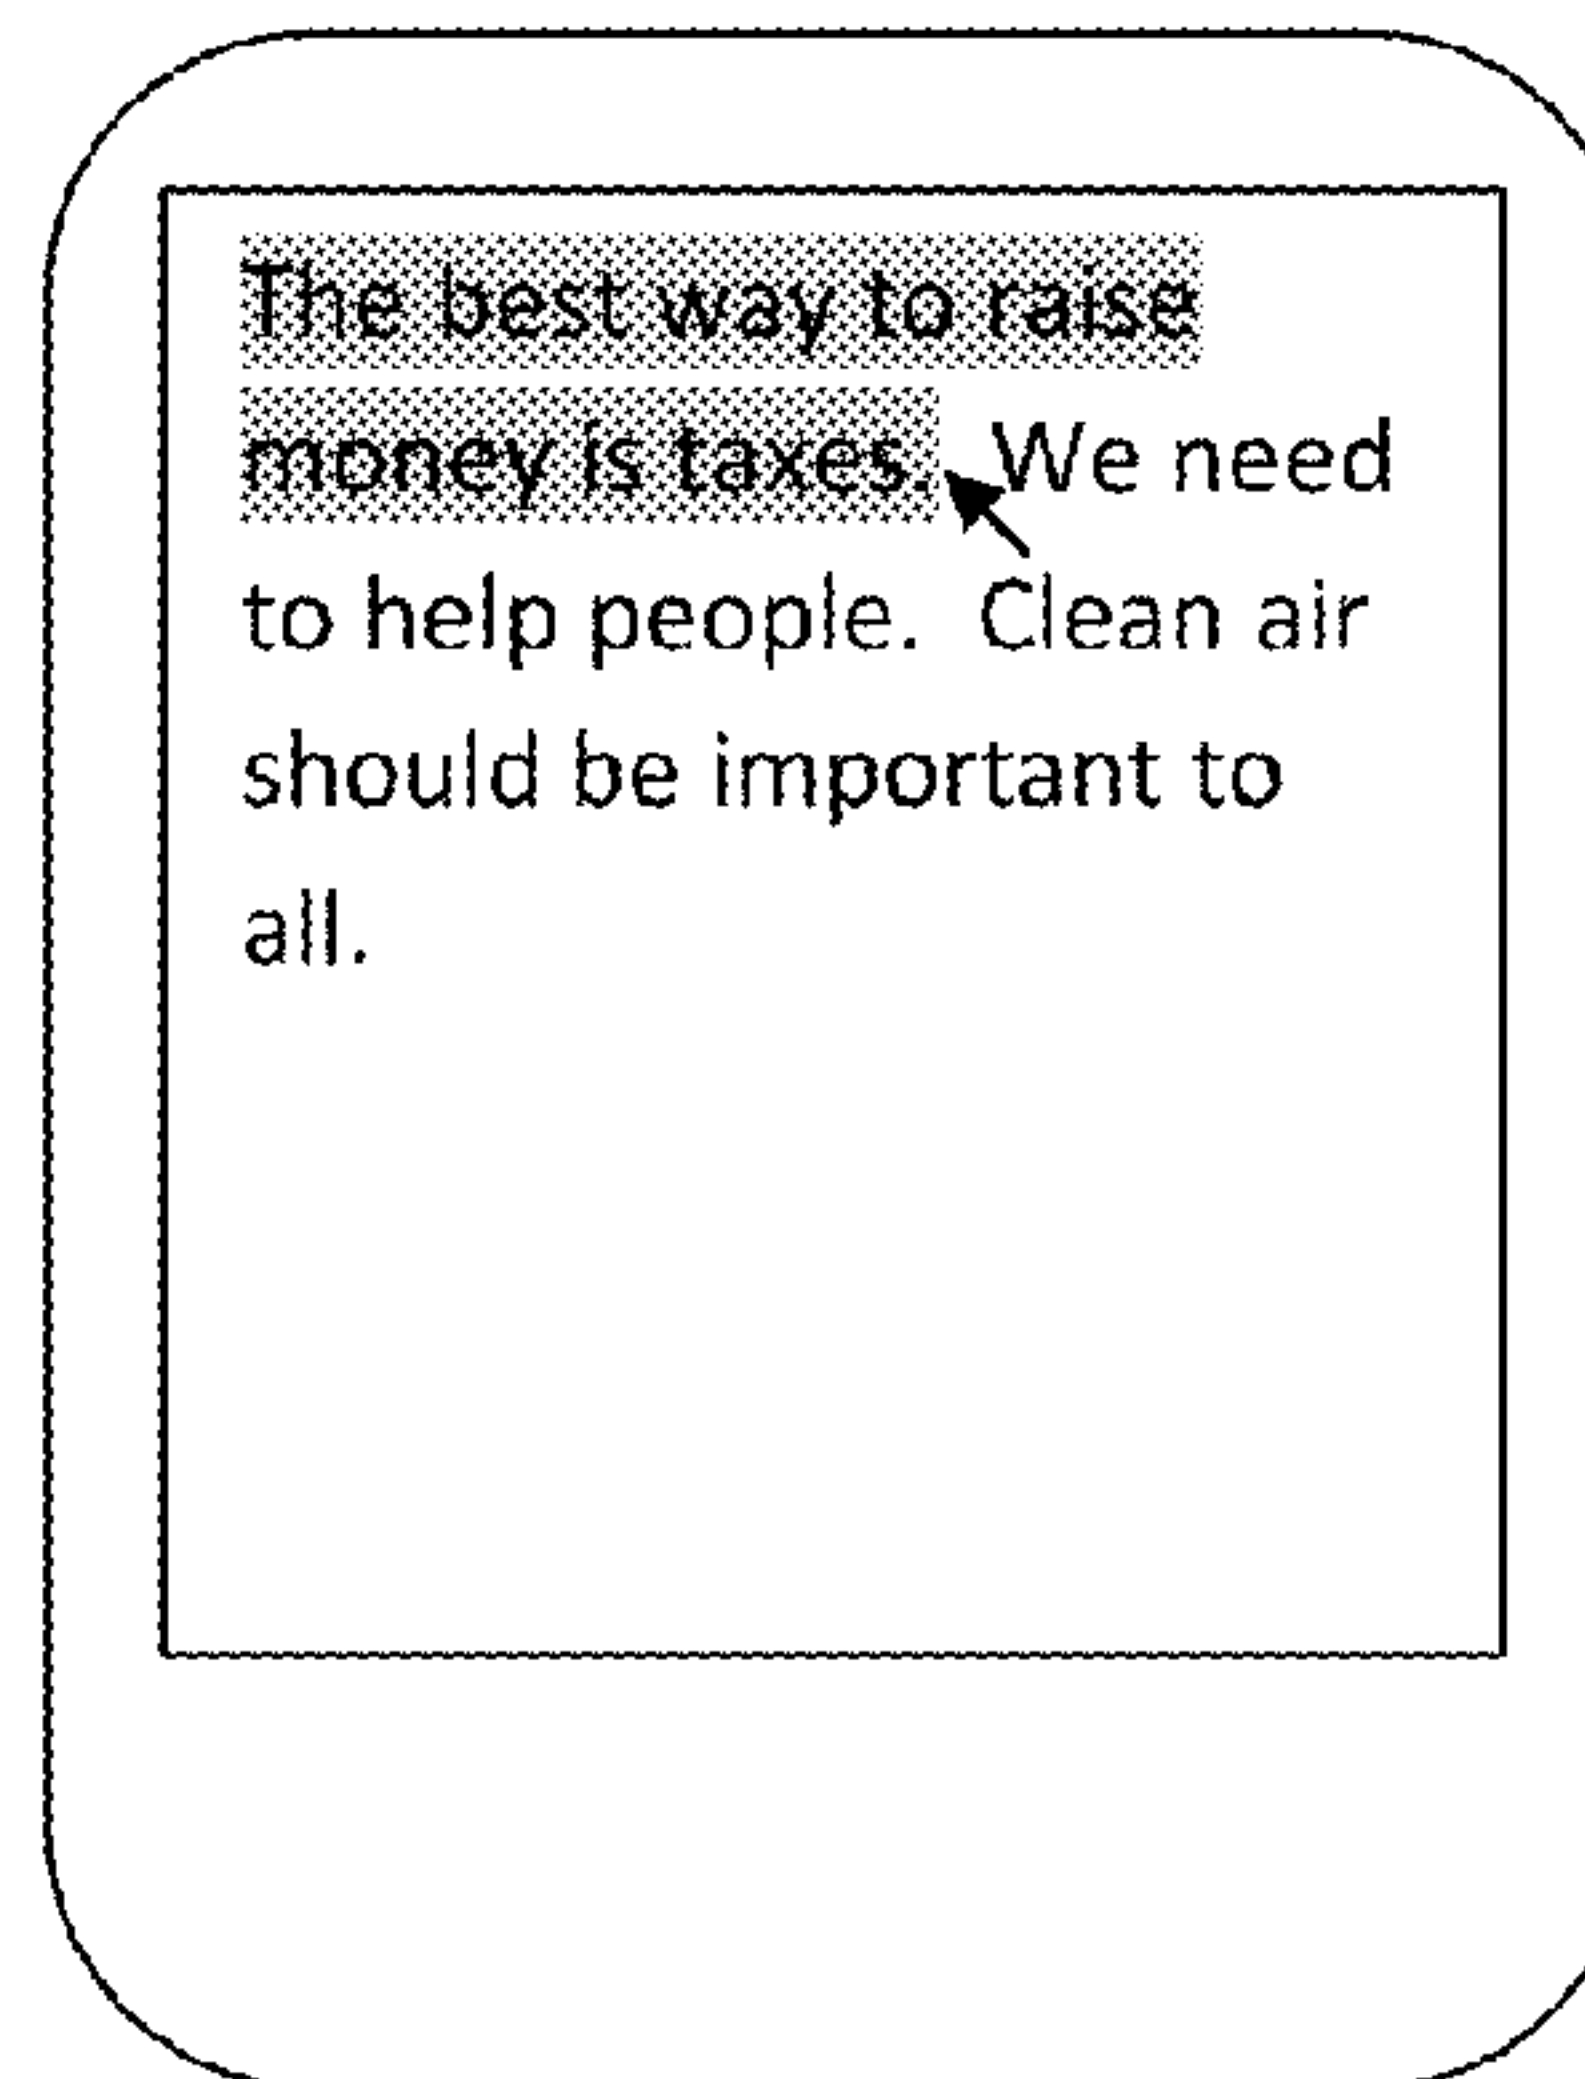 The best way to raise
money is taxes.  We need
to help people.  Clean air
should be important to
all.